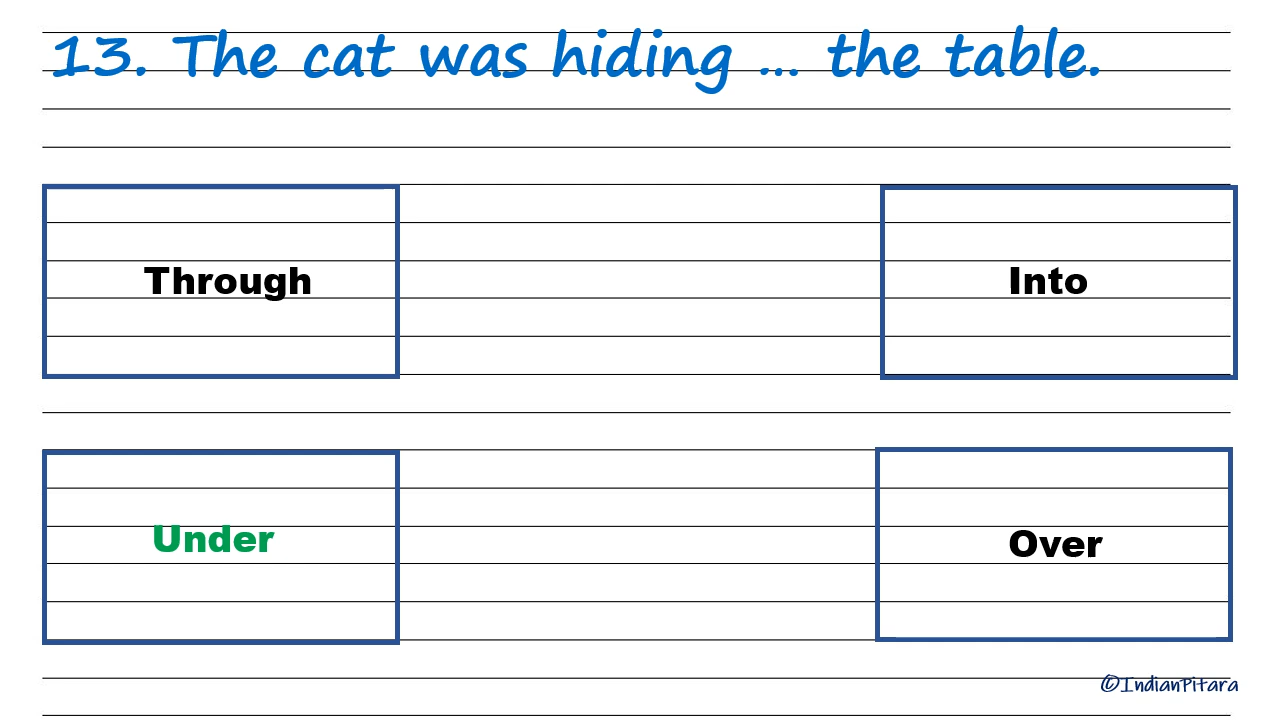 13. The cat was hiding ... the table.
Through
Into
Under
Over
©IndianPitara